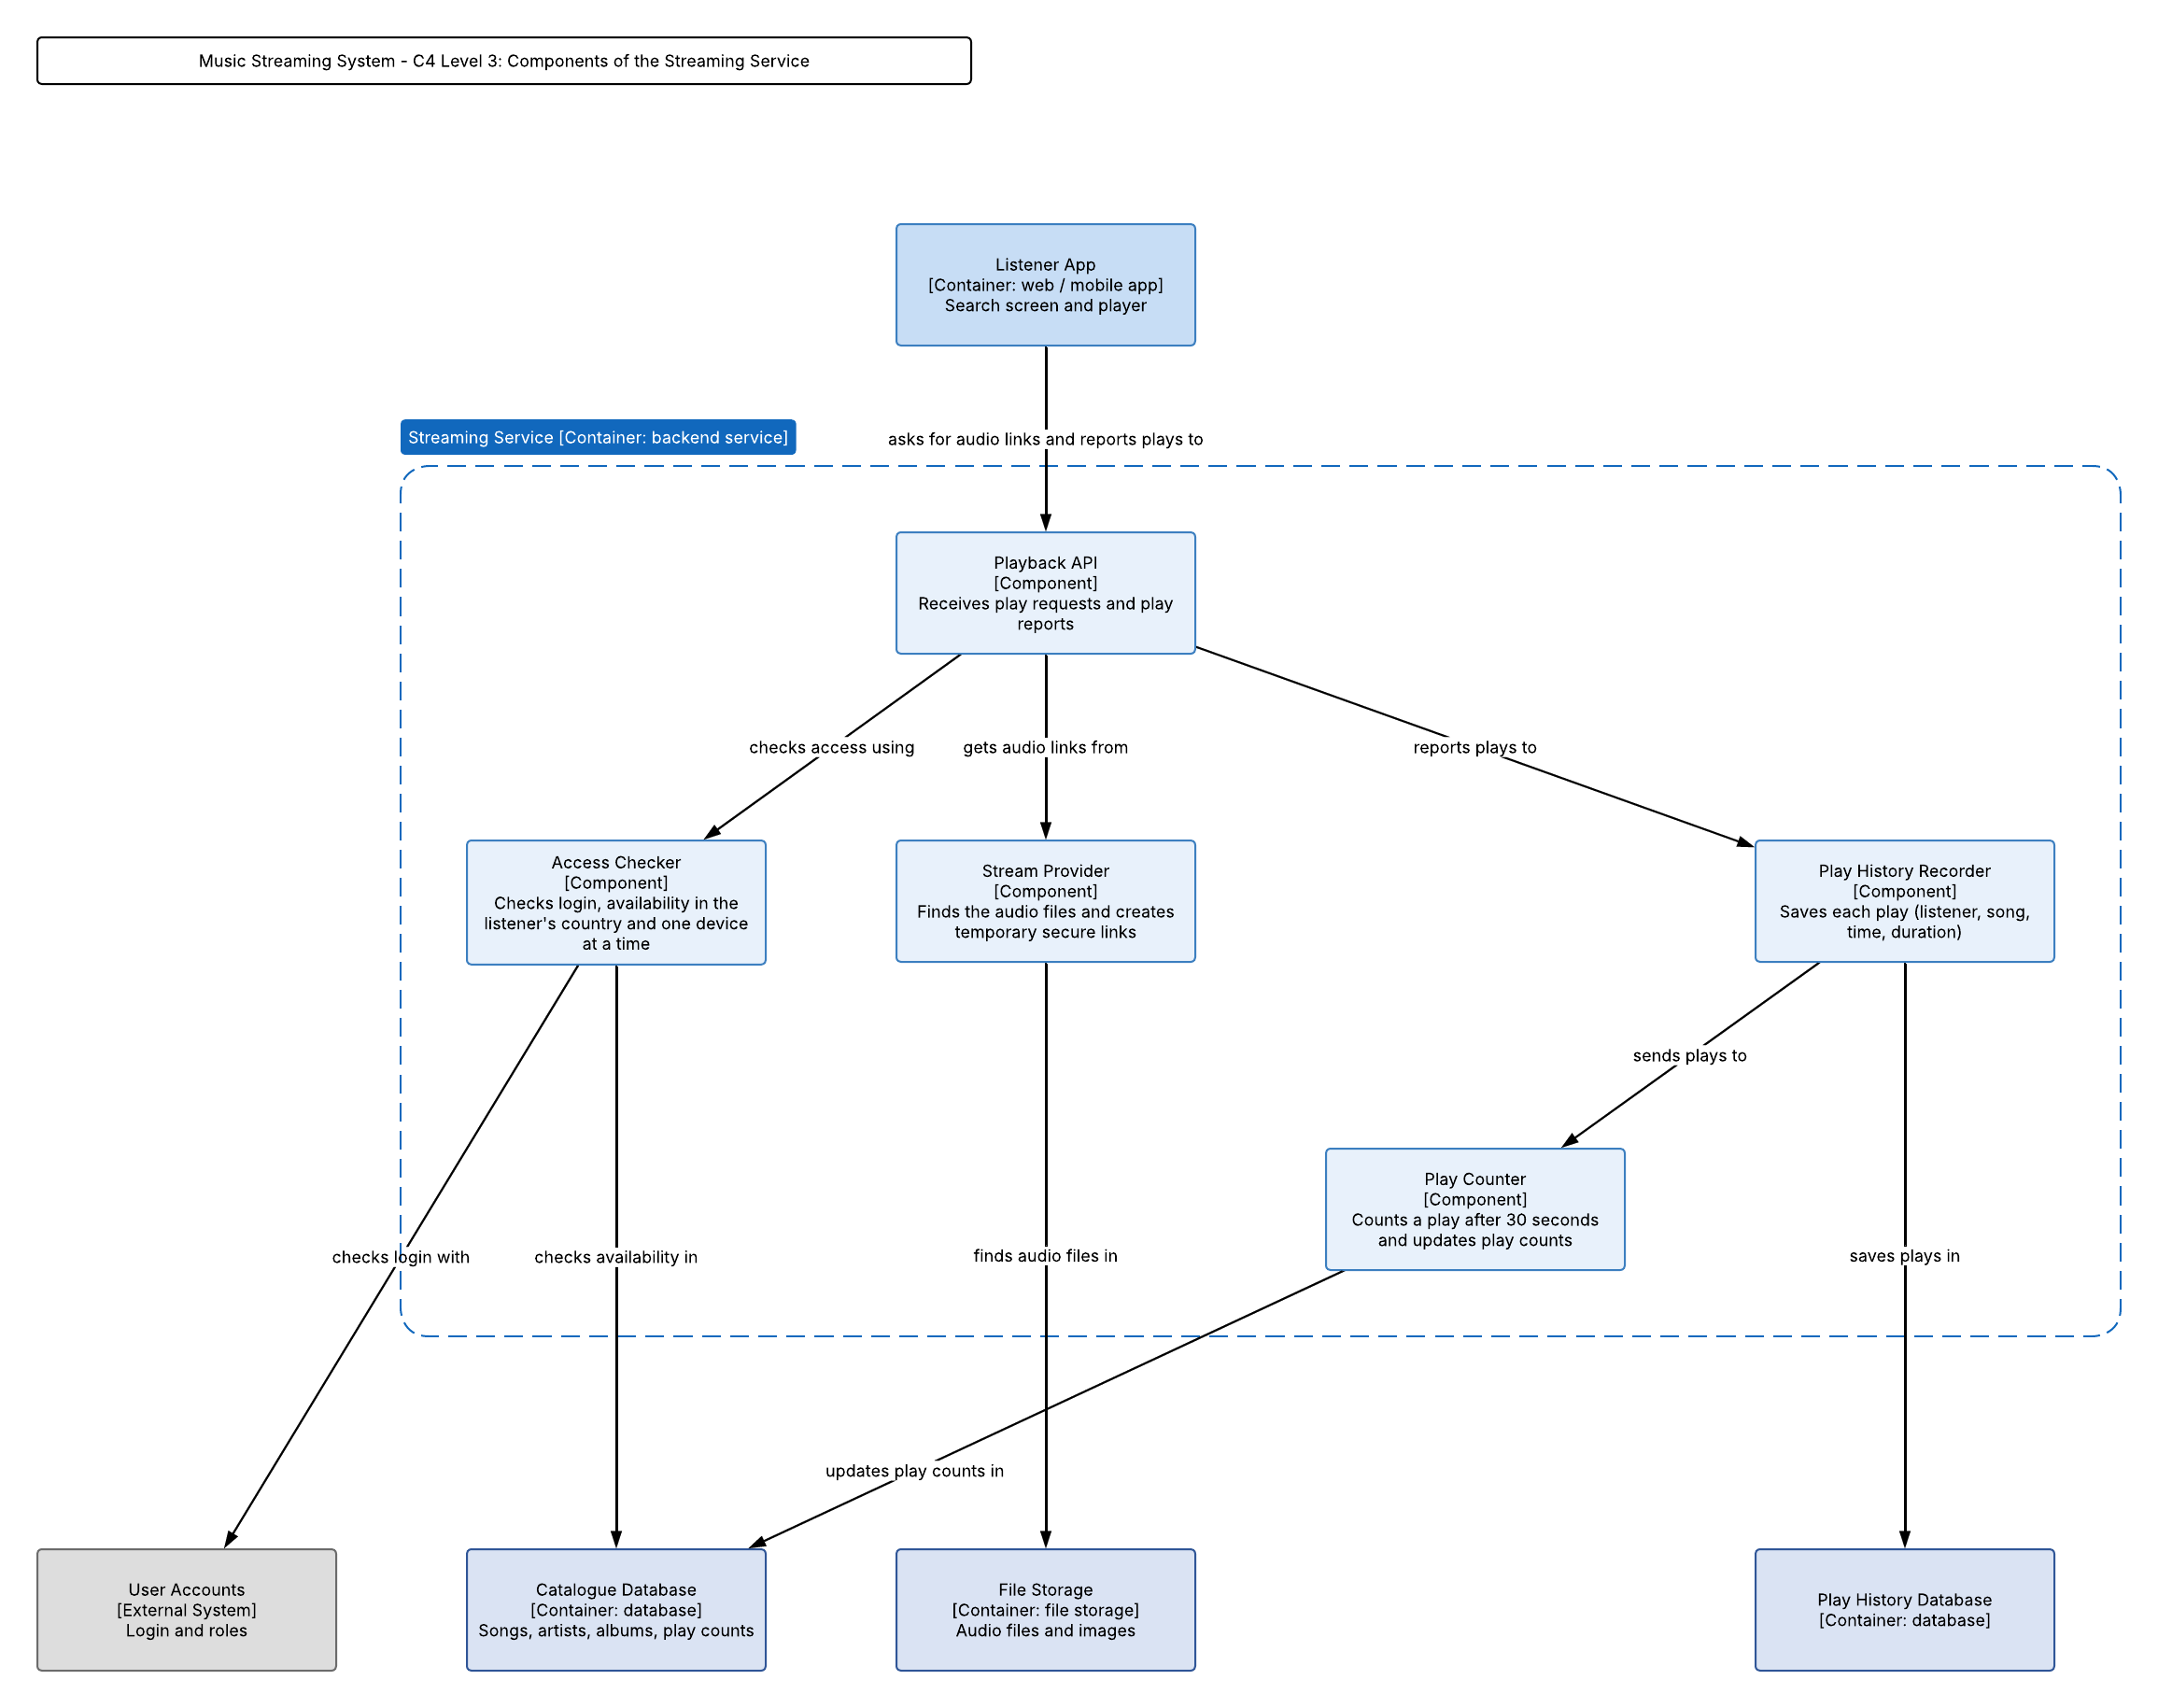 Music Streaming System - C4 Level 3: Components of the Streaming Service
Listener App
[Container: web / mobile app]
Search screen and player
Streaming Service [Container: backend service]
asks for audio links and reports plays to
Playback API
[Component]
Receives play requests and play
reports
checks access using
gets audio links from
reports plays to
Access Checker
[Component]
Checks login, availability in the
listener's country and one device
at a time
Stream Provider
[Component]
Finds the audio files and creates
temporary secure links
Play History Recorder
[Component]
Saves each play (listener, song,
time, duration)
sends plays to
Play Counter
[Component]
Counts a play after 30 seconds
and updates play counts
checks login with
checks availability in
finds audio files in
saves plays in
updates play counts in
User Accounts
[External System]
Login and roles
Catalogue Database
[Container: database]
Songs, artists, albums, play counts
File Storage
[Container: file storage]
Audio files and images
Play History Database
[Container: database]